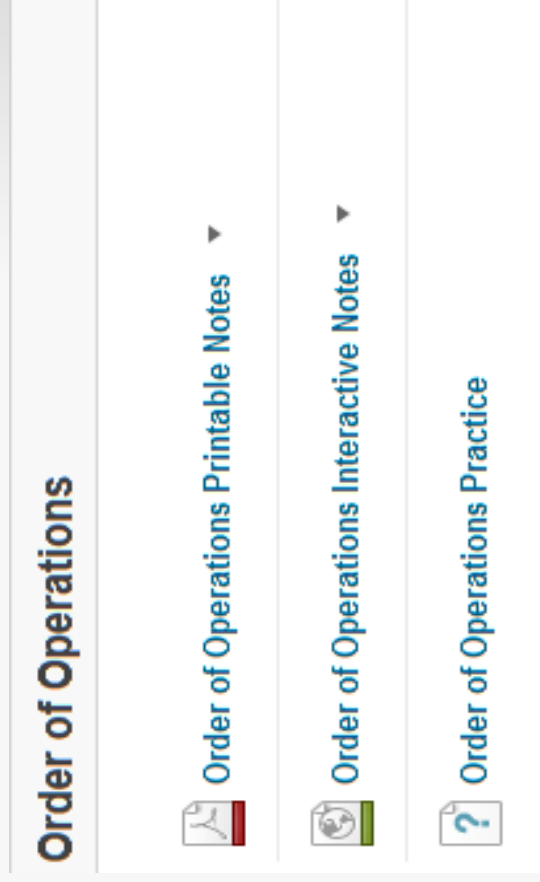 Order of Operations
Order of Operations Printable Notes
Order of Operations Interactive Notes
Order of Operations Practice